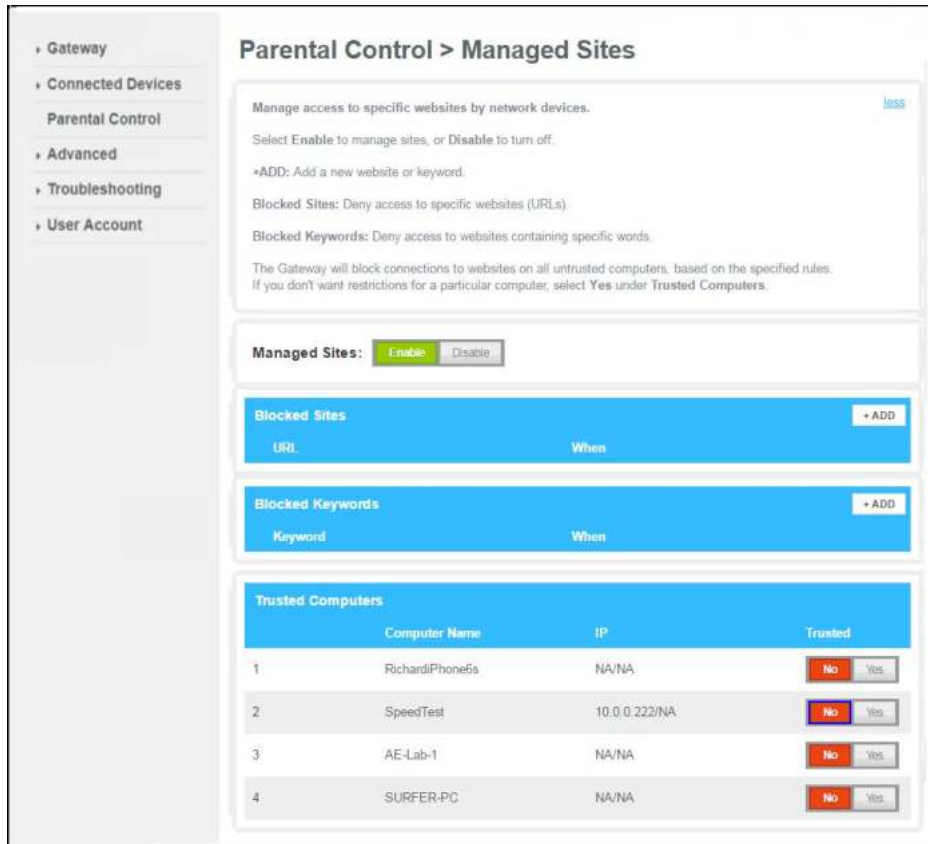 Gateway
Connected Devices
Parental Control
Advanced
Troubleshooting
User Account
Parental Control > Managed Sites
Manage access to specific websites by network devices.
less
Select Enable to manage sites, or Disable to turn off.
+ADD: Add a new website or keyword.
Blocked Sites: Deny access to specific websites (URLs).
Blocked Keywords: Deny access to websites containing specific words.
The Gateway will block connections to websites on all untrusted computers, based on the specified rules.
If you don't want restrictions for a particular computer, select Yes under Trusted Computers.
Managed Sites: Enable Disable
Blocked Sites +ADD
URL When
Blocked Keywords +ADD
Keyword When
Trusted Computers
Computer Name IP Trusted
1 RichardiPhone6s NA/NA No Yes
2 SpeedTest 10.0.0.222/NA No Yes
3 AE-Lab-1 NA/NA No Yes
4 SURFER-PC NA/NA No Yes